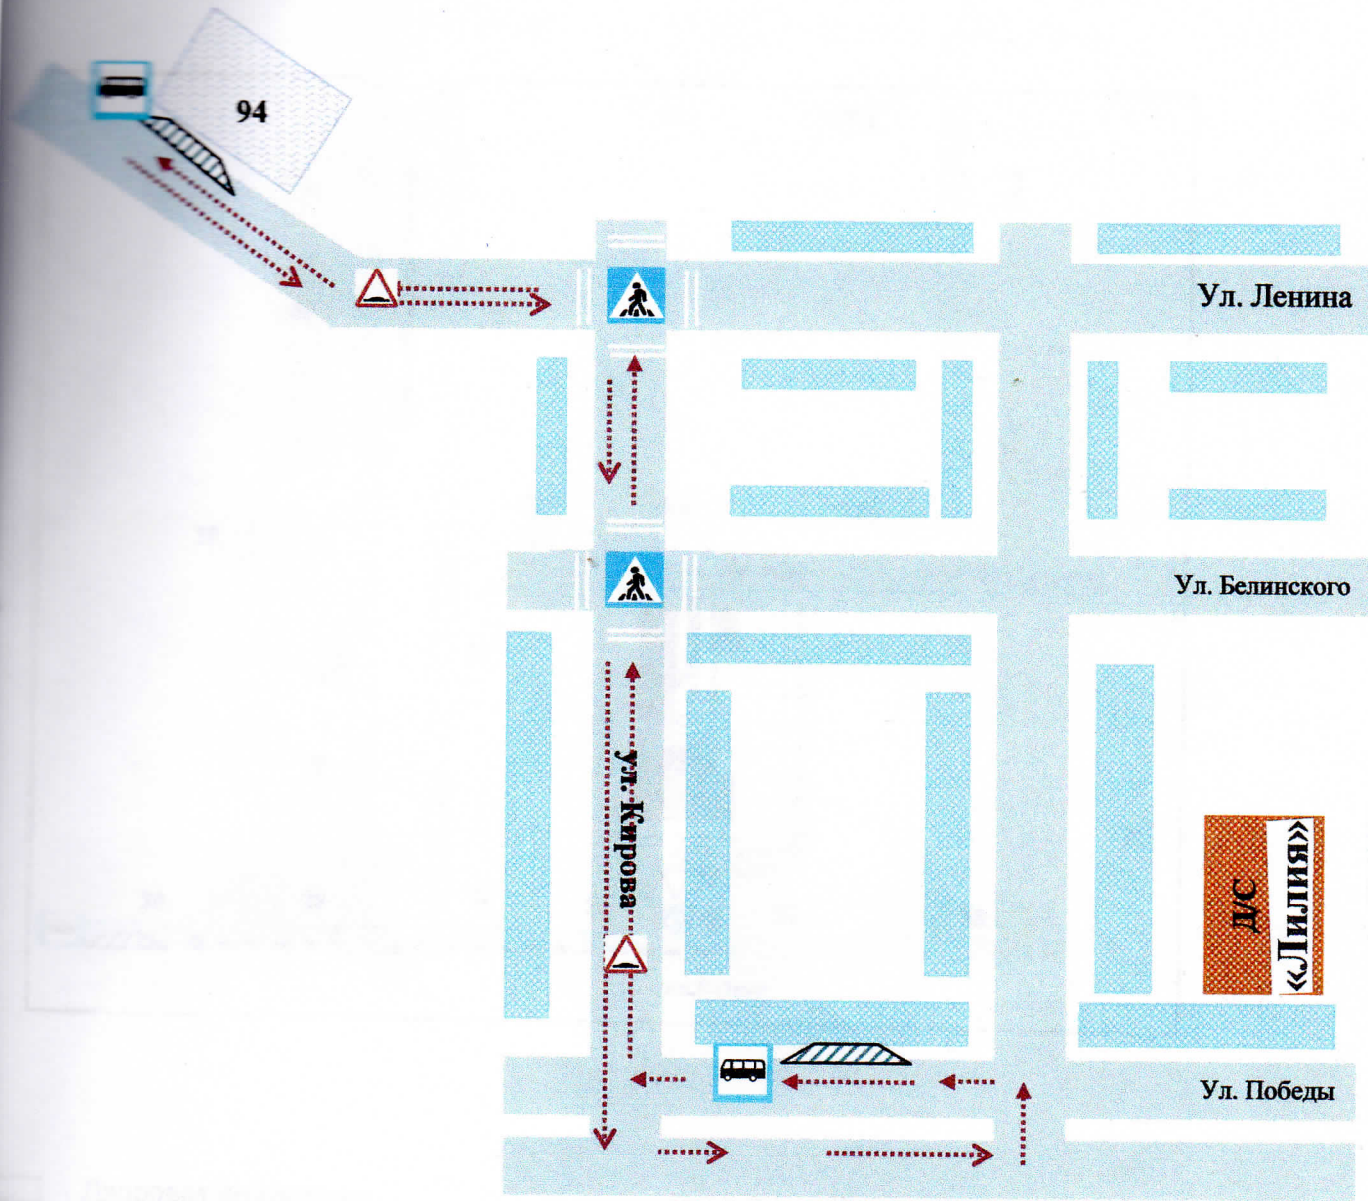 94
Ул. Ленина
Ул. Белинского
ул. Кирова
Д/С
«Лилия»
Ул. Победы